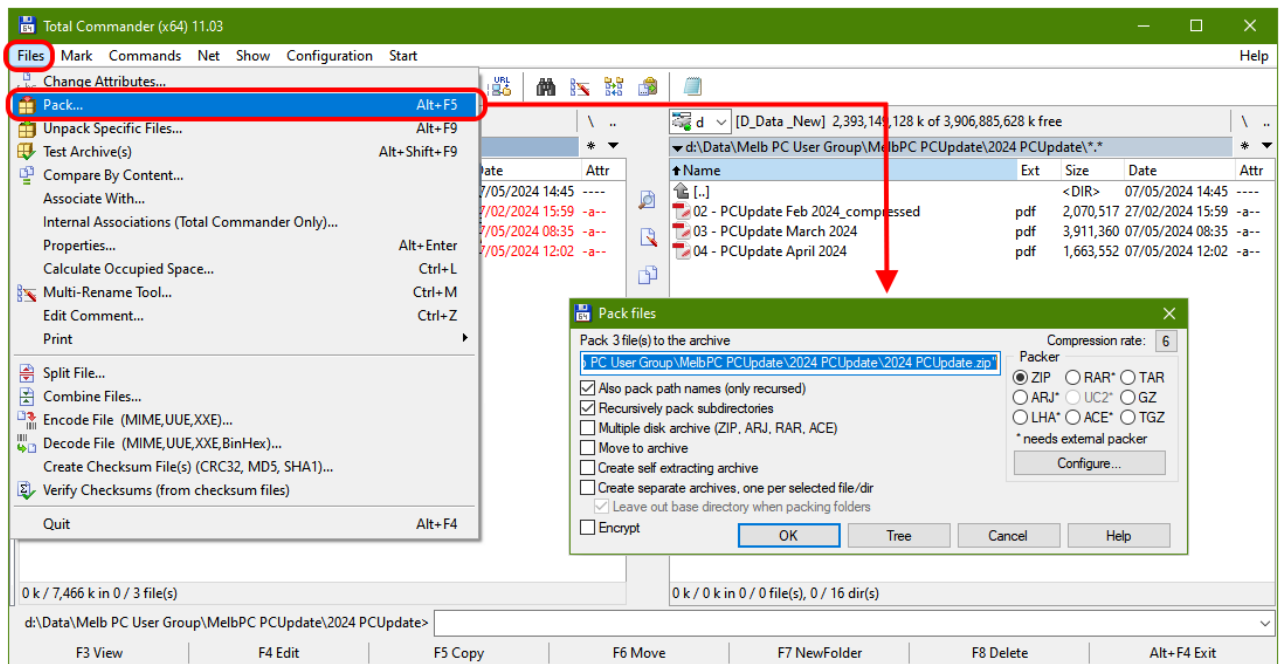 Total Commander (x64) 11.03
Files Mark Commands Net Show Configuration Start Help
Change Attributes...
Pack... Alt+F5
Unpack Specific Files... Alt+F9
Test Archive(s) Alt+Shift+F9
Compare By Content...
Associate With...
Internal Associations (Total Commander Only)...
Properties... Alt+Enter
Calculate Occupied Space... Ctrl+L
Multi-Rename Tool... Ctrl+M
Edit Comment... Ctrl+Z
Print
Split File...
Combine Files...
Encode File (MIME,UUE,XXE)...
Decode File (MIME,UUE,XXE,BinHex)...
Create Checksum File(s) (CRC32, MD5, SHA1)...
Verify Checksums (from checksum files)
Quit Alt+F4
URL
\ ..
* ▼
Attr
/05/2024 14:45 ----
/02/2024 15:59 -a--
/05/2024 08:35 -a--
/05/2024 12:02 -a--
d [D_Data _New] 2,393,149,128 k of 3,906,885,628 k free \ ..
d:\Data\Melb PC User Group\MelbPC PCUpdate\2024 PCUpdate\*.* * ▼
Name Ext Size Date Attr
[..] <DIR> 07/05/2024 14:45 ----
02 - PCUpdate Feb 2024_compressed pdf 2,070,517 27/02/2024 15:59 -a--
03 - PCUpdate March 2024 pdf 3,911,360 07/05/2024 08:35 -a--
04 - PCUpdate April 2024 pdf 1,663,552 07/05/2024 12:02 -a--
64 Pack files
Pack 3 file(s) to the archive
PC User Group\MelbPC PCUpdate\2024 PCUpdate\2024 PCUpdate.zip"
Also pack path names (only recursed)
Recursively pack subdirectories
Multiple disk archive (ZIP, ARJ, RAR, ACE)
Move to archive
Create self extracting archive
Create separate archives, one per selected file/dir
Leave out base directory when packing folders
Encrypt
Compression rate: 6
Packer
ZIP RAR* TAR
ARJ* UC2* GZ
LHA* ACE* TGZ
* needs external packer
Configure...
OK Tree Cancel Help
0 k / 7,466 k in 0 / 3 file(s)
0 k / 0 k in 0 / 0 file(s), 0 / 16 dir(s)
d:\Data\Melb PC User Group\MelbPC PCUpdate\2024 PCUpdate>
F3 View F4 Edit F5 Copy F6 Move F7 NewFolder F8 Delete Alt+F4 Exit